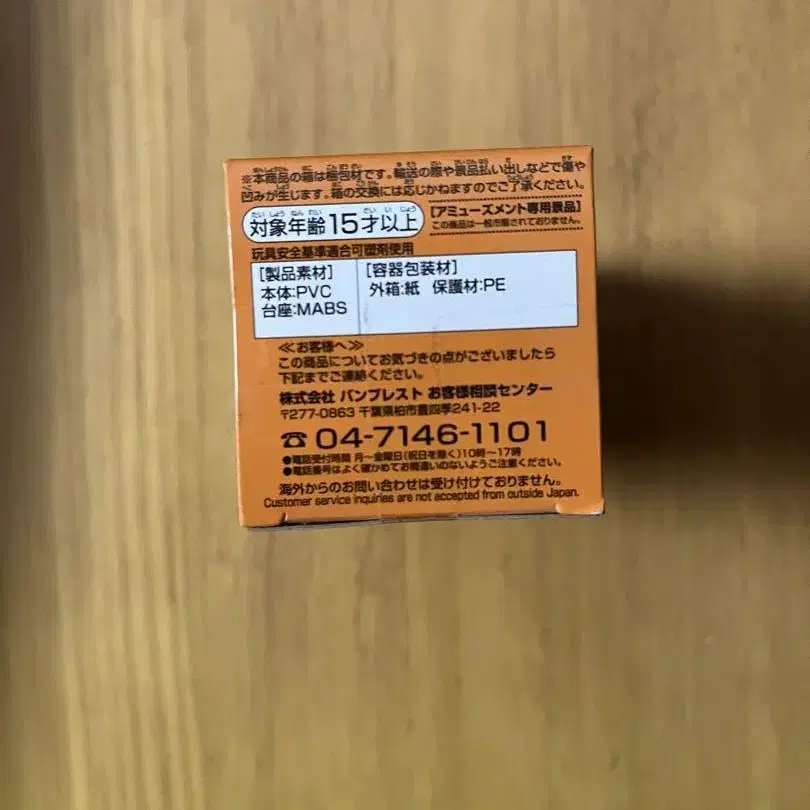 ※本商品の箱は梱包材です。輸送の際や景品払い出しなどで傷や
凹みが生じます。箱の交換には応じかねますのでご了承ください。
対象年齢15才以上
[アミューズメント専用景品]
この商品は一般市販されておりません。
玩具安全基準適合可塑剤使用
[製品素材]
本体:PVC
台座:MABS
[容器包装材]
外箱:紙 保護材:PE
≪お客様へ≫
この商品についてお気づきの点がございましたら
下記までご連絡ください。
株式会社 バンプレスト お客様相談センター
〒277-0863 千葉県柏市豊四季241-22
☎ 04-7146-1101
●電話受付時間 月～金曜日(祝日を除く)10時～17時
●電話番号はよく確かめてお間違いのないようご注意ください。
海外からのお問い合わせは受け付けておりません。
Customer service inquiries are not accepted from outside Japan.